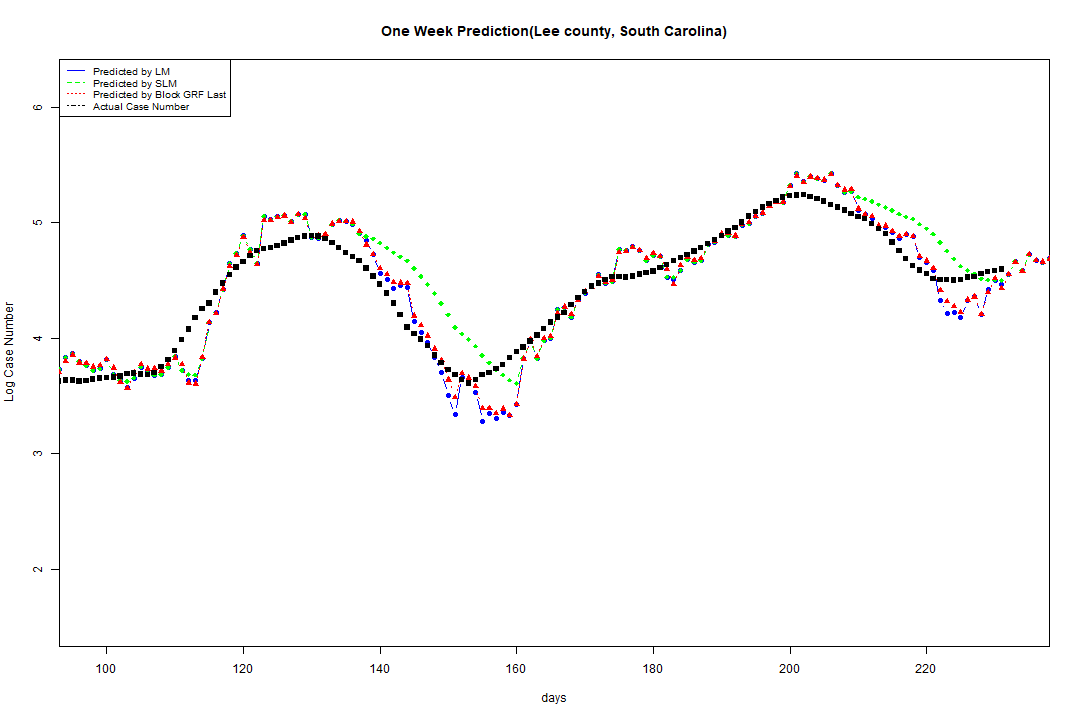 One Week Prediction(Lee county, South Carolina)
Predicted by LM
Predicted by SLM
Predicted by Block GRF Last
Actual Case Number
6
5
4
3
2
Log Case Number
100 120 140 160 180 200 220
days